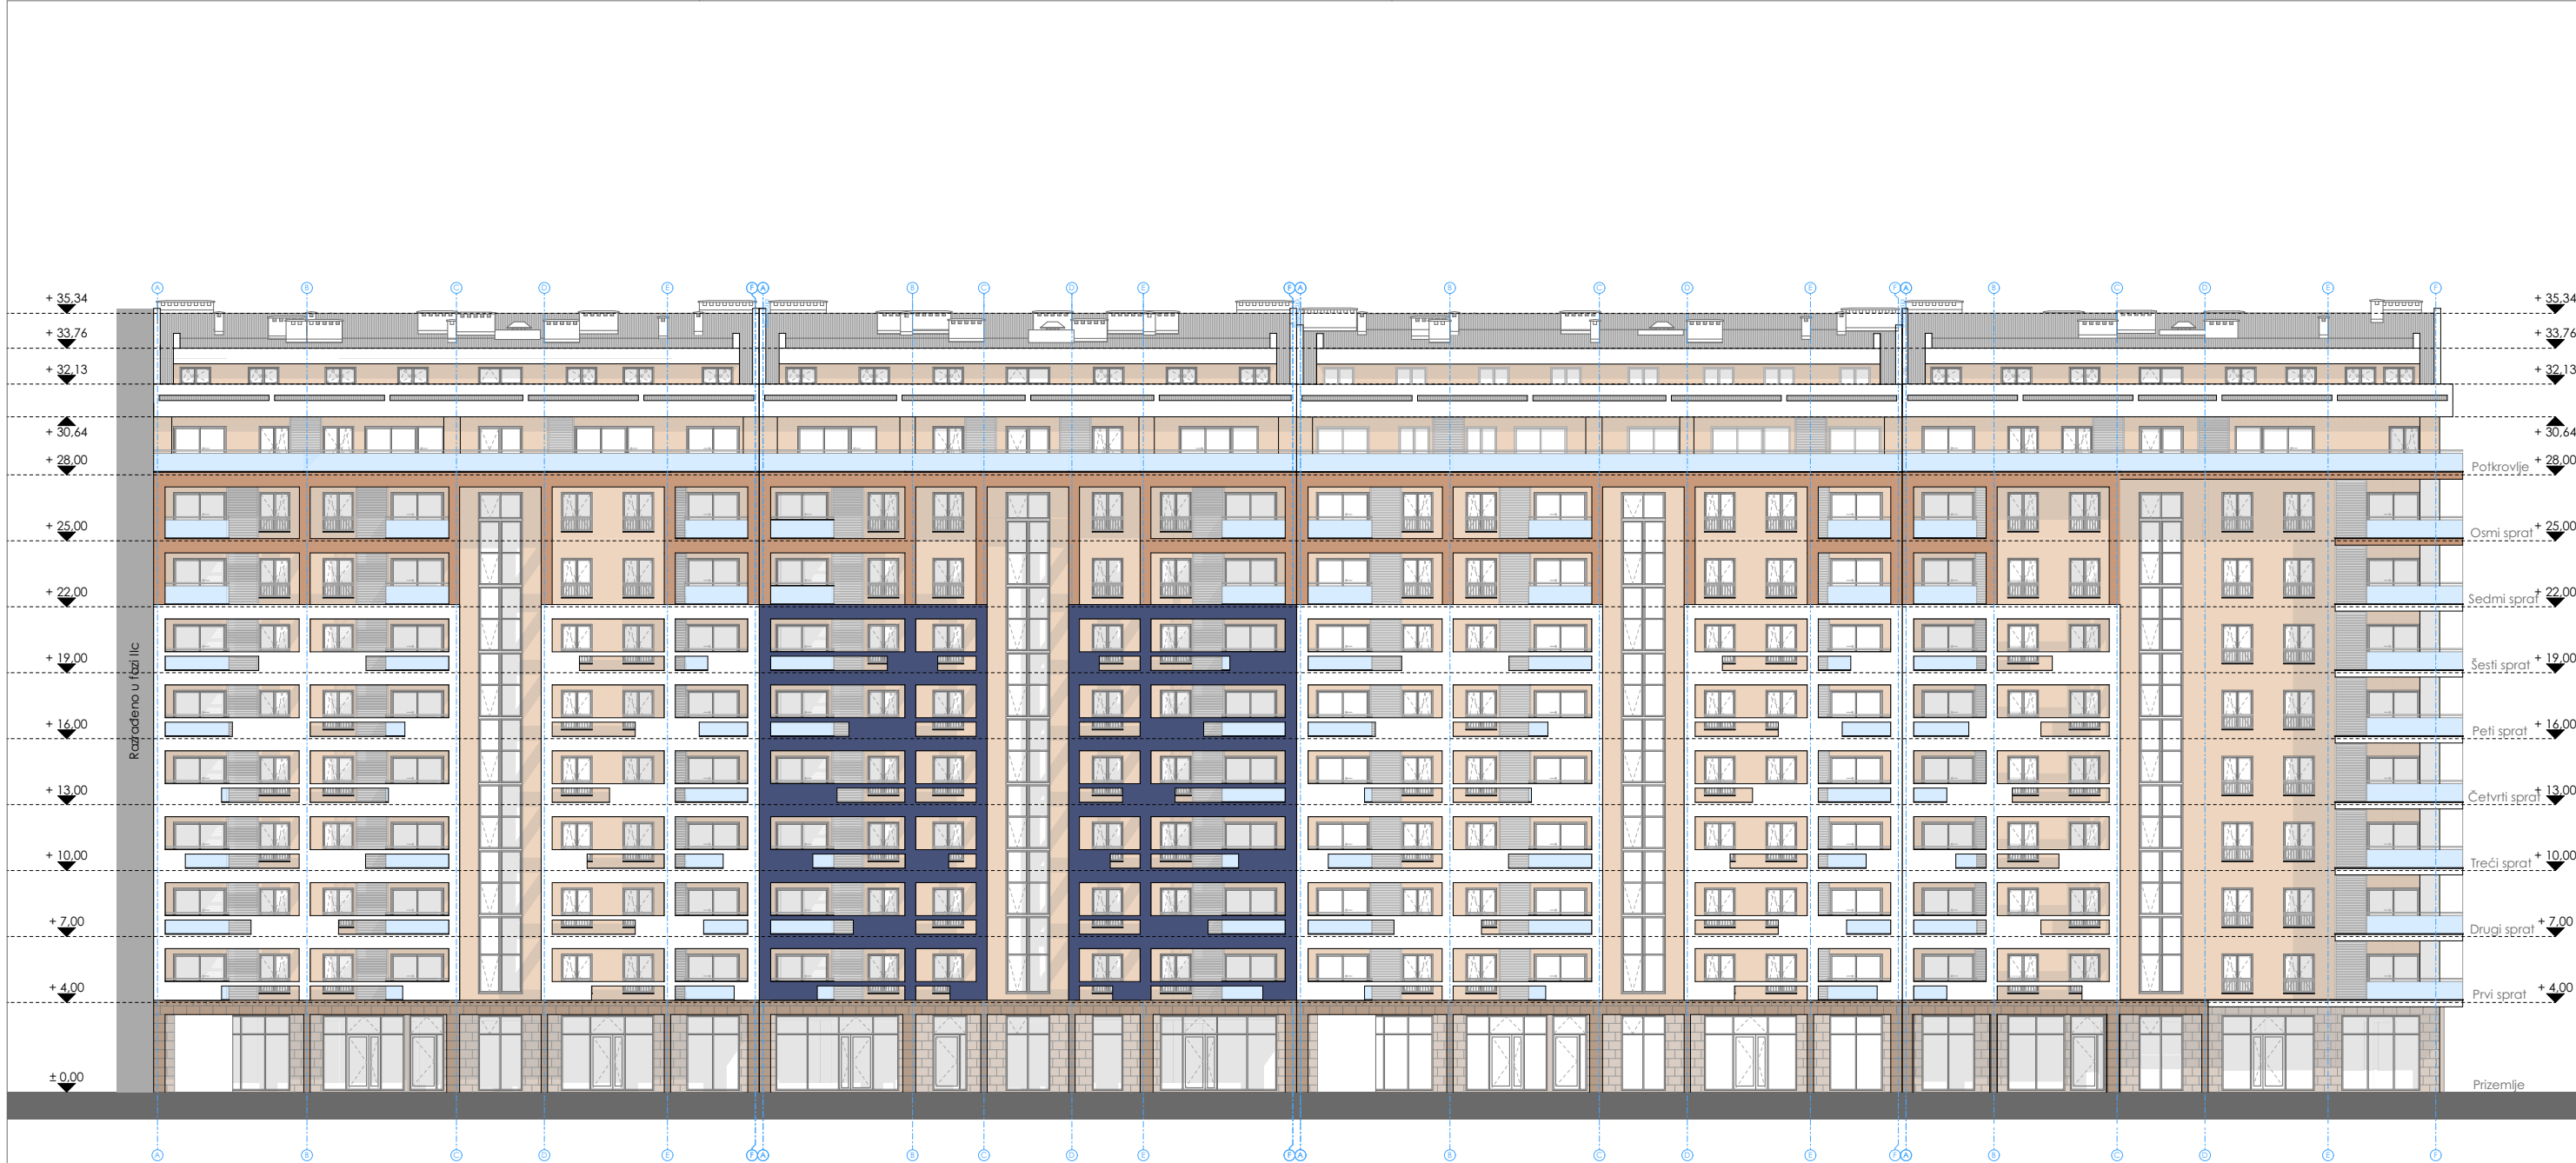 A B C D E F A B C D E F A B C D E F A B C D E F
+ 35,34 + 35,34
+ 33,76 + 33,76
+ 32,13 + 32,13
+ 30,64 + 30,64
+ 28,00 Potkrovlje + 28,00
+ 25,00 Osmi sprat + 25,00
+ 22,00 Sedmi sprat + 22,00
Razrađeno u fazi IIc
+ 19,00 Šesti sprat + 19,00
+ 16,00 Peti sprat + 16,00
+ 13,00 Četvrti sprat + 13,00
+ 10,00 Treći sprat + 10,00
+ 7,00 Drugi sprat + 7,00
+ 4,00 Prvi sprat + 4,00
± 0,00 Prizemlje
A B C D E F A B C D E F A B C D E F A B C D E F